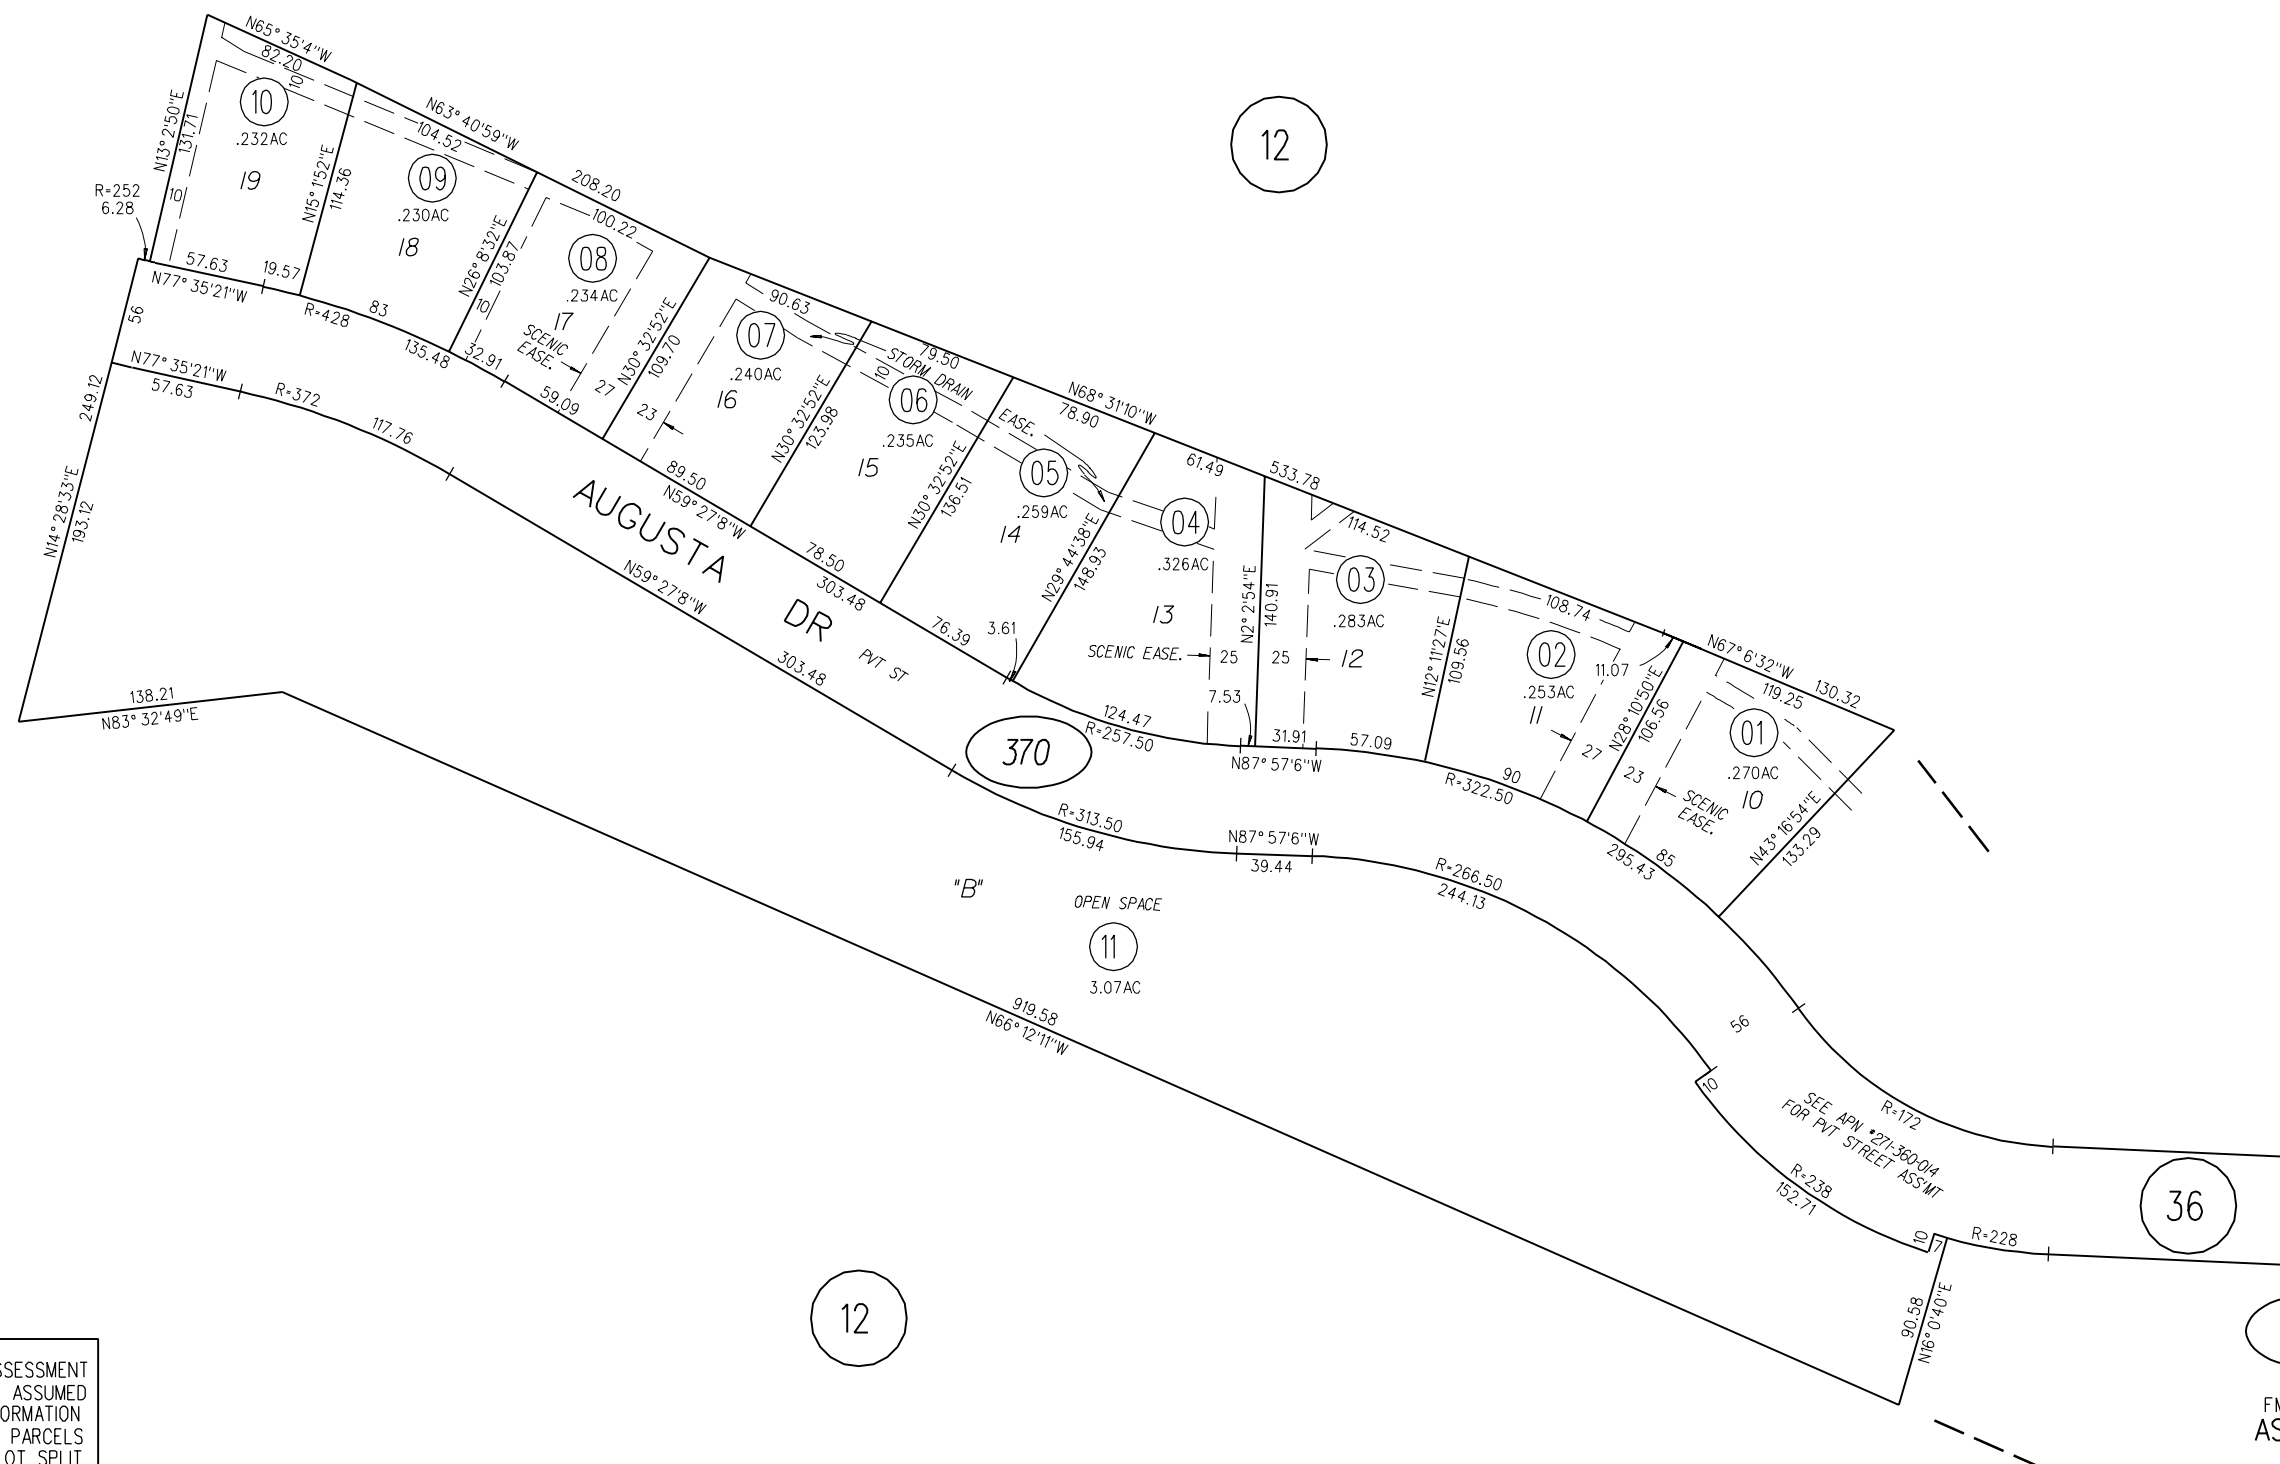 N65°35'4"W
82.20
10
N13°2'50"E
131.71
10
.232AC
19
10
R=252
6.28
N15°1'52"E
114.36
57.63
19.57
N77°35'21"W
N63°40'59"W
104.52
09
.230AC
18
R=428
83
135.48
N26°8'32"E
103.87
10
208.20
100.22
08
.234AC
17
SCENIC
EASE.
27
32.91
59.09
N30°32'52"E
109.70
90.63
07
.240AC
16
23
89.50
N59°27'8"W
N30°32'52"E
123.98
STORM DRAIN
EASE.
79.50
10
06
.235AC
15
78.50
303.48
N30°32'52"E
136.51
N68°31'10"W
78.90
05
.259AC
14
76.39
3.61
N29°44'38"E
148.93
61.49
533.78
04
.326AC
13
SCENIC EASE.
25
7.53
124.47
R=257.50
N2°2'54"E
140.91
25
114.52
03
.283AC
12
31.91
57.09
N87°57'6"W
N12°11'27"E
109.56
108.74
02
.253AC
11
11.07
27
90
R=322.50
N28°10'50"E
106.56
N67°6'32"W
130.32
119.25
01
.270AC
10
23
SCENIC
EASE.
85
295.43
N43°16'54"E
133.29
12
56
249.12
N77°35'21"W
57.63
R=372
117.76
N14°28'33"E
193.12
AUGUSTA
DR
PVT ST
N59°27'8"W
303.48
370
R=313.50
155.94
N87°57'6"W
39.44
R=266.50
244.13
138.21
N83°32'49"E
"B"
OPEN SPACE
11
3.07AC
919.58
N66°12'11"W
56
10
R=172
SEE APN #271-360-014
FOR PVT STREET ASS'MT
R=238
152.71
10
7
R=228
36
90.58
N16°0'40"E
12
SSESSMENT
ASSUMED
ORMATION
PARCELS
OT SPLIT
FM
AS